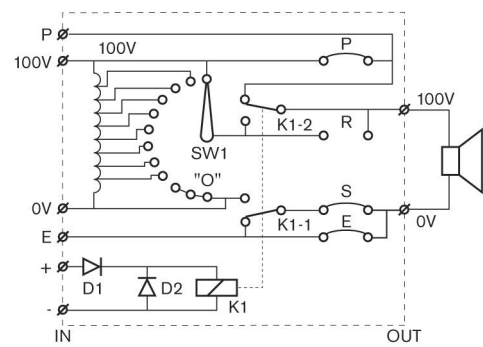 P
100V
100V
P
100V
K1-2
R
SW1
"O"
S
0V
K1-1
E
0V
E
+
D1
D2
K1
-
IN
OUT